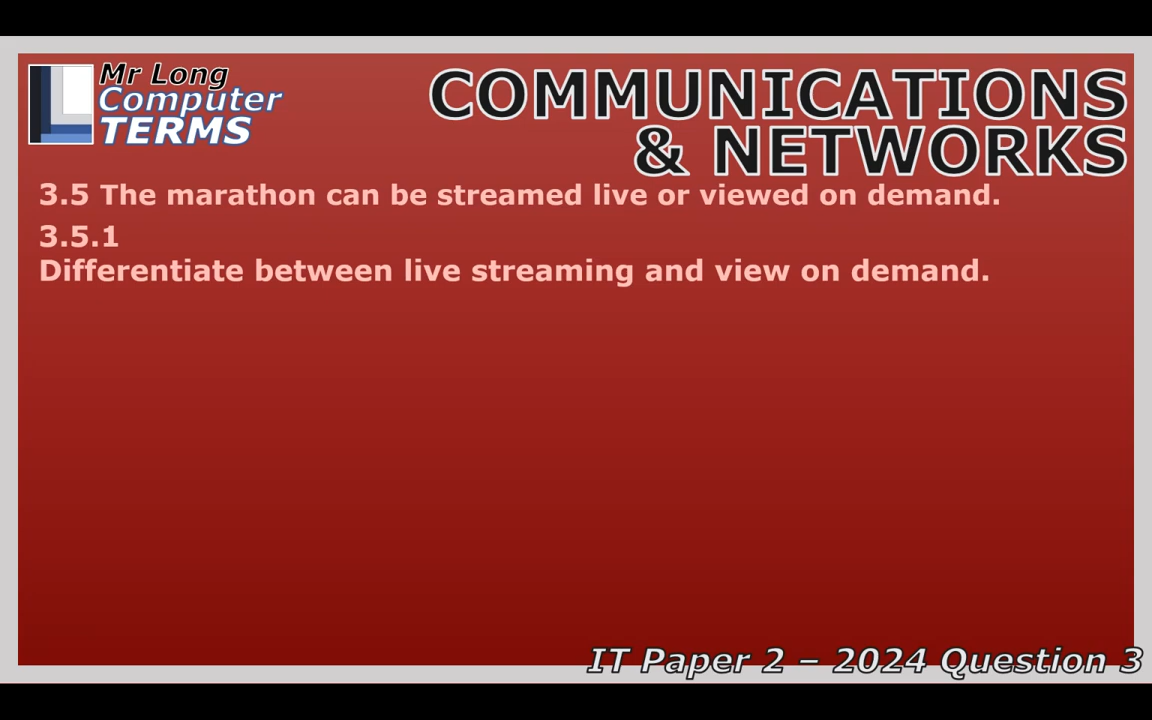 Mr Long
Computer
TERMS
COMMUNICATIONS
& NETWORKS
3.5 The marathon can be streamed live or viewed on demand.
3.5.1
Differentiate between live streaming and view on demand.
IT Paper 2 – 2024 Question 3